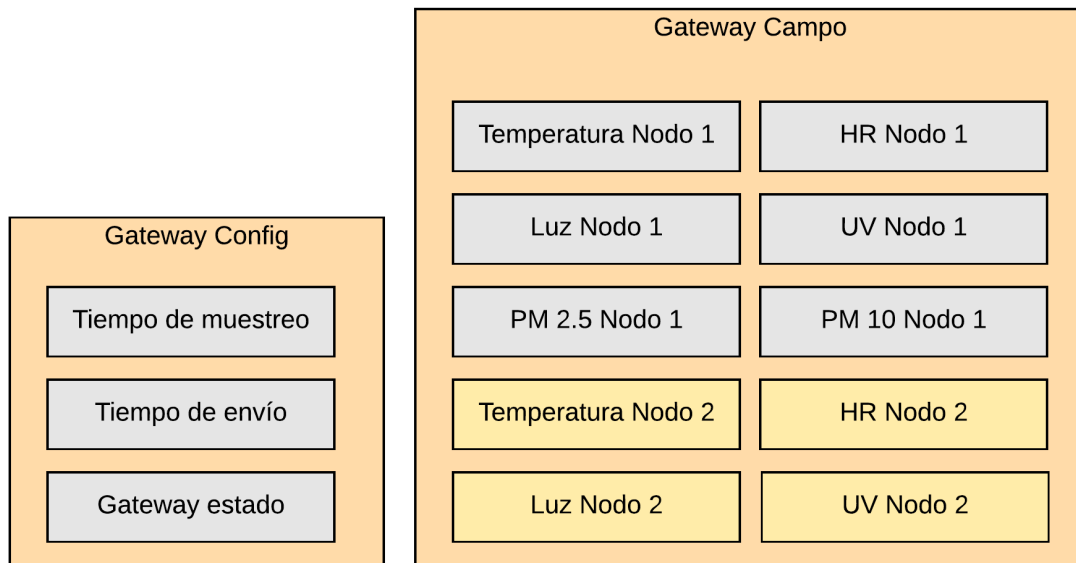 Gateway Config
Tiempo de muestreo
Tiempo de envío
Gateway estado
Gateway Campo
Temperatura Nodo 1
HR Nodo 1
Luz Nodo 1
UV Nodo 1
PM 2.5 Nodo 1
PM 10 Nodo 1
Temperatura Nodo 2
HR Nodo 2
Luz Nodo 2
UV Nodo 2